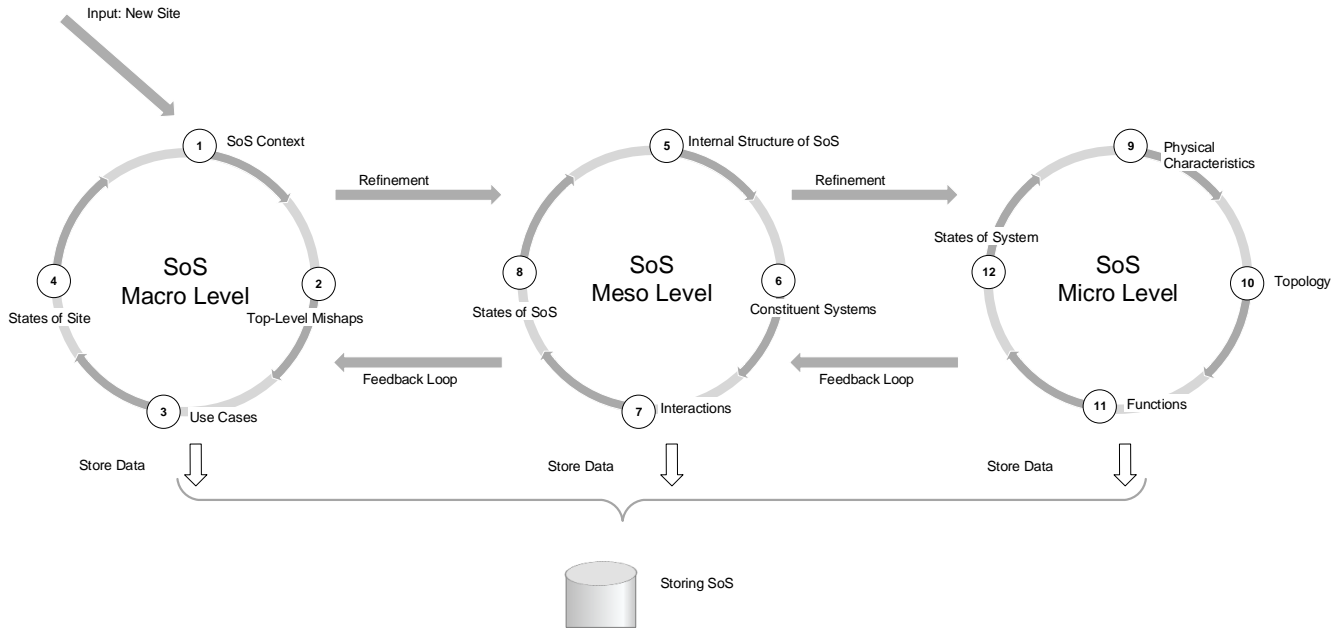 Input: New Site
1
SoS Context
SoS
Macro Level
2
Top-Level Mishaps
3
Use Cases
4
States of Site
Refinement
Feedback Loop
5
Internal Structure of SoS
SoS
Meso Level
6
Constituent Systems
7
Interactions
8
States of SoS
Refinement
Feedback Loop
9
Physical
Characteristics
SoS
Micro Level
10
Topology
11
Functions
12
States of System
Store Data
Store Data
Store Data
Storing SoS